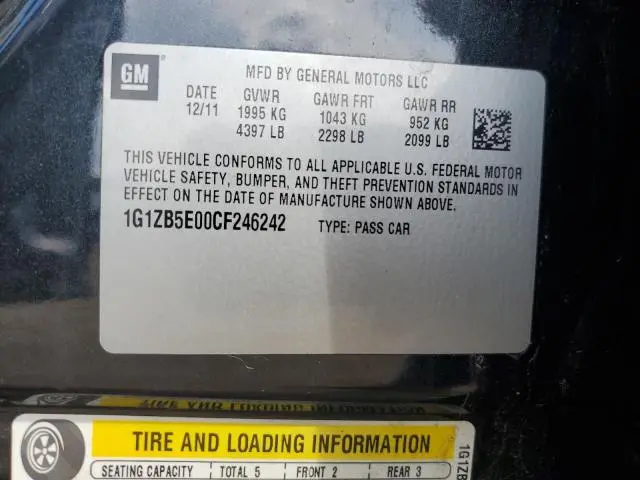 GM
MFD BY GENERAL MOTORS LLC
DATE GVWR GAWR FRT GAWR RR
12/11 1995 KG 1043 KG 952 KG
4397 LB 2298 LB 2099 LB
THIS VEHICLE CONFORMS TO ALL APPLICABLE U.S. FEDERAL MOTOR
VEHICLE SAFETY, BUMPER, AND THEFT PREVENTION STANDARDS IN
EFFECT ON THE DATE OF MANUFACTURE SHOWN ABOVE.
1G1ZB5E00CF246242 TYPE: PASS CAR
TIRE AND LOADING INFORMATION
SEATING CAPACITY TOTAL 5 FRONT 2 REAR 3
1G1ZB